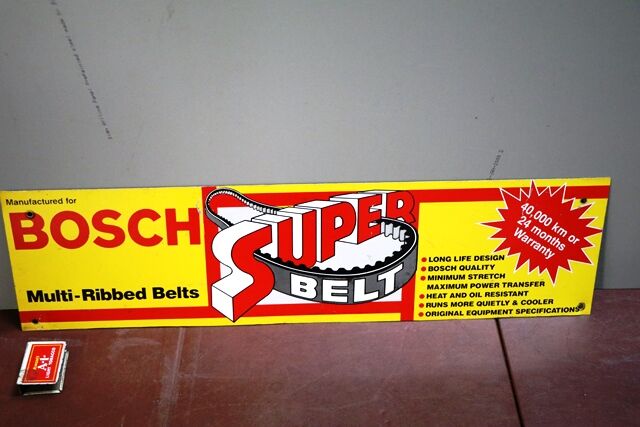 Manufactured for
BOSCH
Multi-Ribbed Belts
SUPER
BELT
40,000 km or
24 months
Warranty
LONG LIFE DESIGN
BOSCH QUALITY
MINIMUM STRETCH
MAXIMUM POWER TRANSFER
HEAT AND OIL RESISTANT
RUNS MORE QUIETLY & COOLER
ORIGINAL EQUIPMENT SPECIFICATIONS
A-1